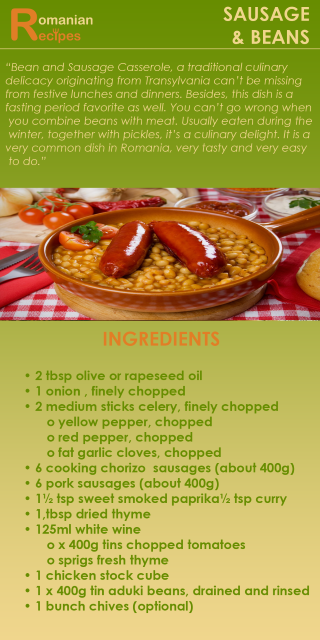 Romanian
Recipes
SAUSAGE
& BEANS
“Bean and Sausage Casserole, a traditional culinary
delicacy originating from Transylvania can’t be missing
from festive lunches and dinners. Besides, this dish is a
fasting period favorite as well. You can’t go wrong when
you combine beans with meat. Usually eaten during the
winter, together with pickles, it’s a culinary delight. It is a
very common dish in Romania, very tasty and very easy
to do.”
INGREDIENTS
• 2 tbsp olive or rapeseed oil
• 1 onion , finely chopped
• 2 medium sticks celery, finely chopped
o yellow pepper, chopped
o red pepper, chopped
o fat garlic cloves, chopped
• 6 cooking chorizo sausages (about 400g)
• 6 pork sausages (about 400g)
• 1½ tsp sweet smoked paprika½ tsp curry
• 1,tbsp dried thyme
• 125ml white wine
o x 400g tins chopped tomatoes
o sprigs fresh thyme
• 1 chicken stock cube
• 1 x 400g tin aduki beans, drained and rinsed
• 1 bunch chives (optional)